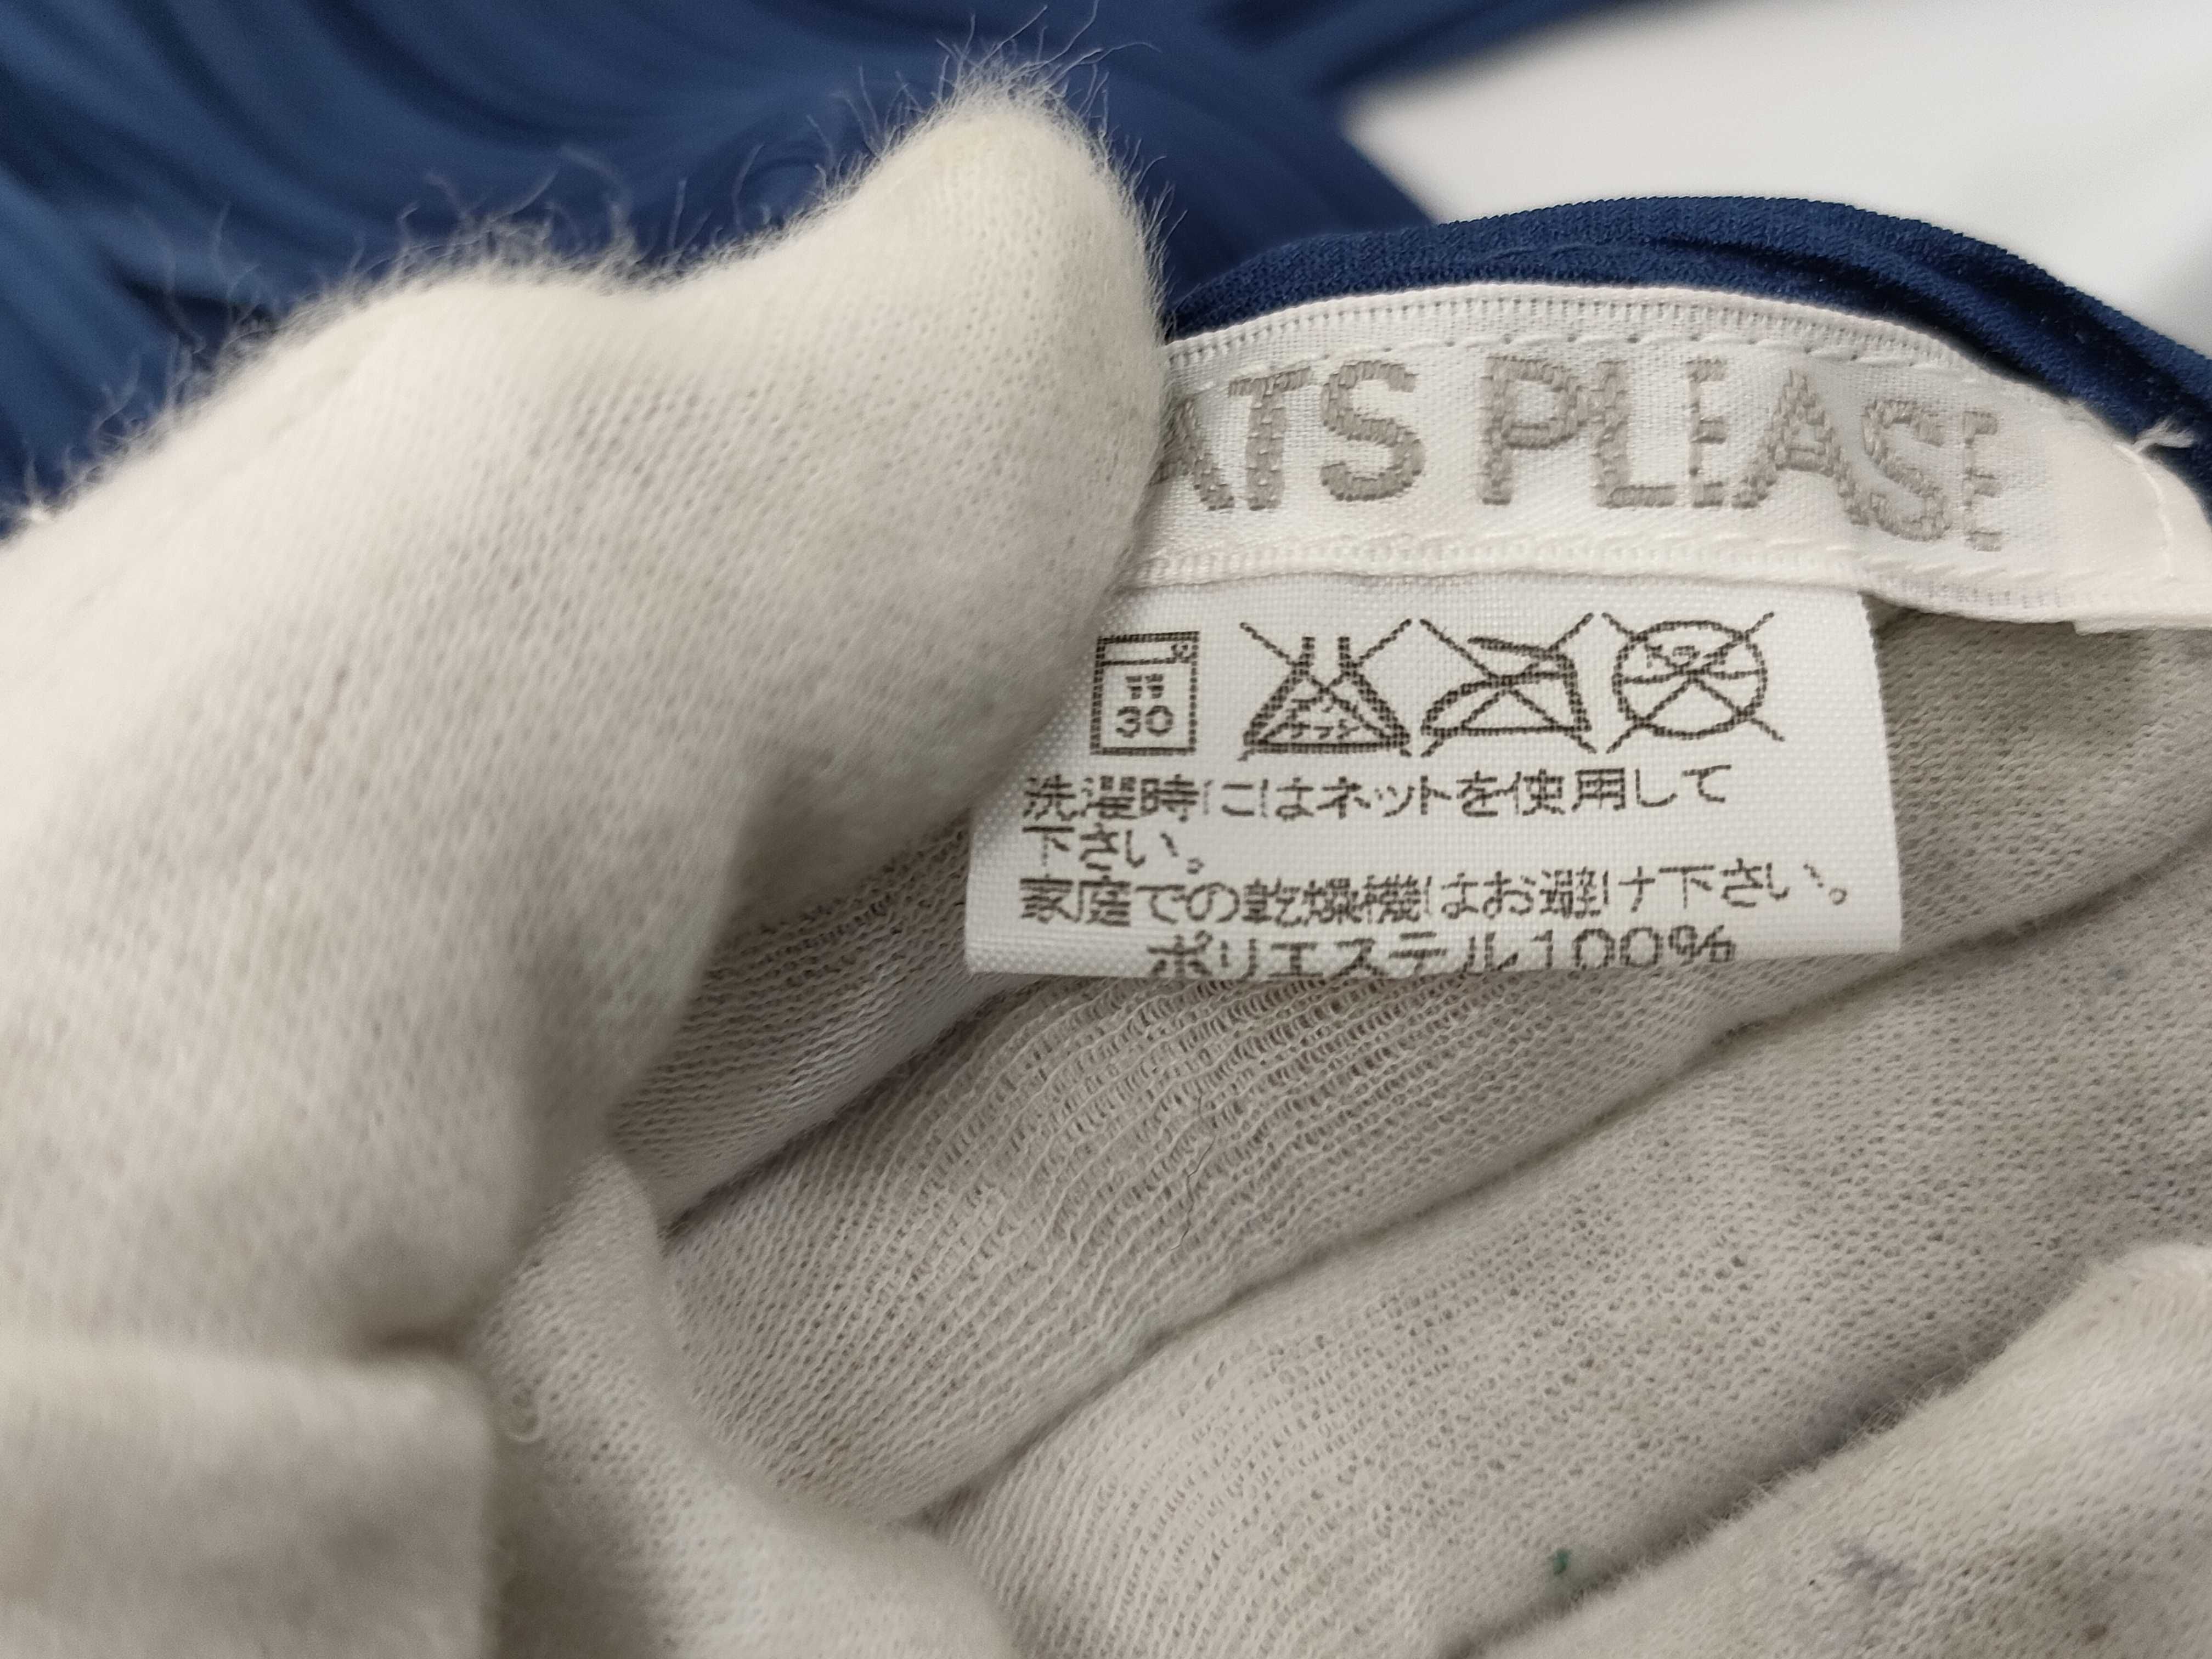 ATS PLEASE
弱
30
洗濯時にはネットを使用して
下さい。
家庭での乾燥機はお避け下さい。
ポリエステル100%